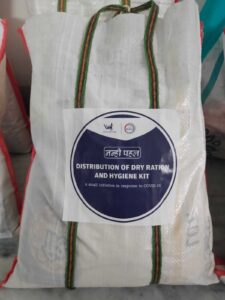 नन्ही पहल
DISTRIBUTION OF DRY RATION
AND HYGIENE KIT
A small initiative in response to COVID-19